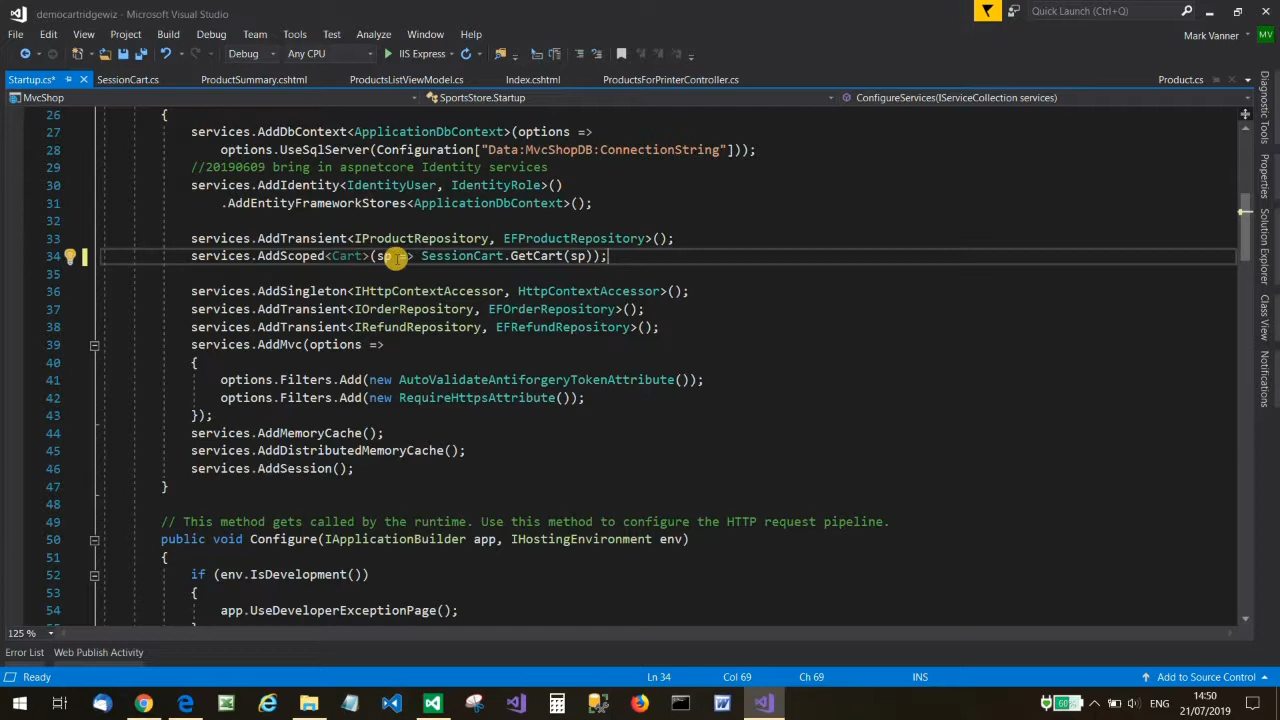 democartridgewiz - Microsoft Visual Studio
Quick Launch (Ctrl+Q)
File Edit View Project Build Debug Team Tools Test Analyze Window Help
Mark Vanner MV
Debug Any CPU IIS Express
Startup.cs* SessionCart.cs ProductSummary.cshtml ProductsListViewModel.cs Index.cshtml ProductsForPrinterController.cs Product.cs
MvcShop SportsStore.Startup ConfigureServices(IServiceCollection services)
26 {
27 services.AddDbContext<ApplicationDbContext>(options =>
28 options.UseSqlServer(Configuration["Data:MvcShopDB:ConnectionString"]));
29 //20190609 bring in aspnetcore Identity services
30 services.AddIdentity<IdentityUser, IdentityRole>()
31 .AddEntityFrameworkStores<ApplicationDbContext>();
32
33 services.AddTransient<IProductRepository, EFProductRepository>();
34 services.AddScoped<Cart>(sp => SessionCart.GetCart(sp));
35
36 services.AddSingleton<IHttpContextAccessor, HttpContextAccessor>();
37 services.AddTransient<IOrderRepository, EFOrderRepository>();
38 services.AddTransient<IRefundRepository, EFRefundRepository>();
39 services.AddMvc(options =>
40 {
41 options.Filters.Add(new AutoValidateAntiforgeryTokenAttribute());
42 options.Filters.Add(new RequireHttpsAttribute());
43 });
44 services.AddMemoryCache();
45 services.AddDistributedMemoryCache();
46 services.AddSession();
47 }
48
49 // This method gets called by the runtime. Use this method to configure the HTTP request pipeline.
50 public void Configure(IApplicationBuilder app, IHostingEnvironment env)
51 {
52 if (env.IsDevelopment())
53 {
54 app.UseDeveloperExceptionPage();
Diagnostic Tools
Properties
Solution Explorer
Class View
Notifications
125 %
Error List Web Publish Activity
Ready Ln 34 Col 69 Ch 69 INS Add to Source Control
60% ENG 14:50
21/07/2019